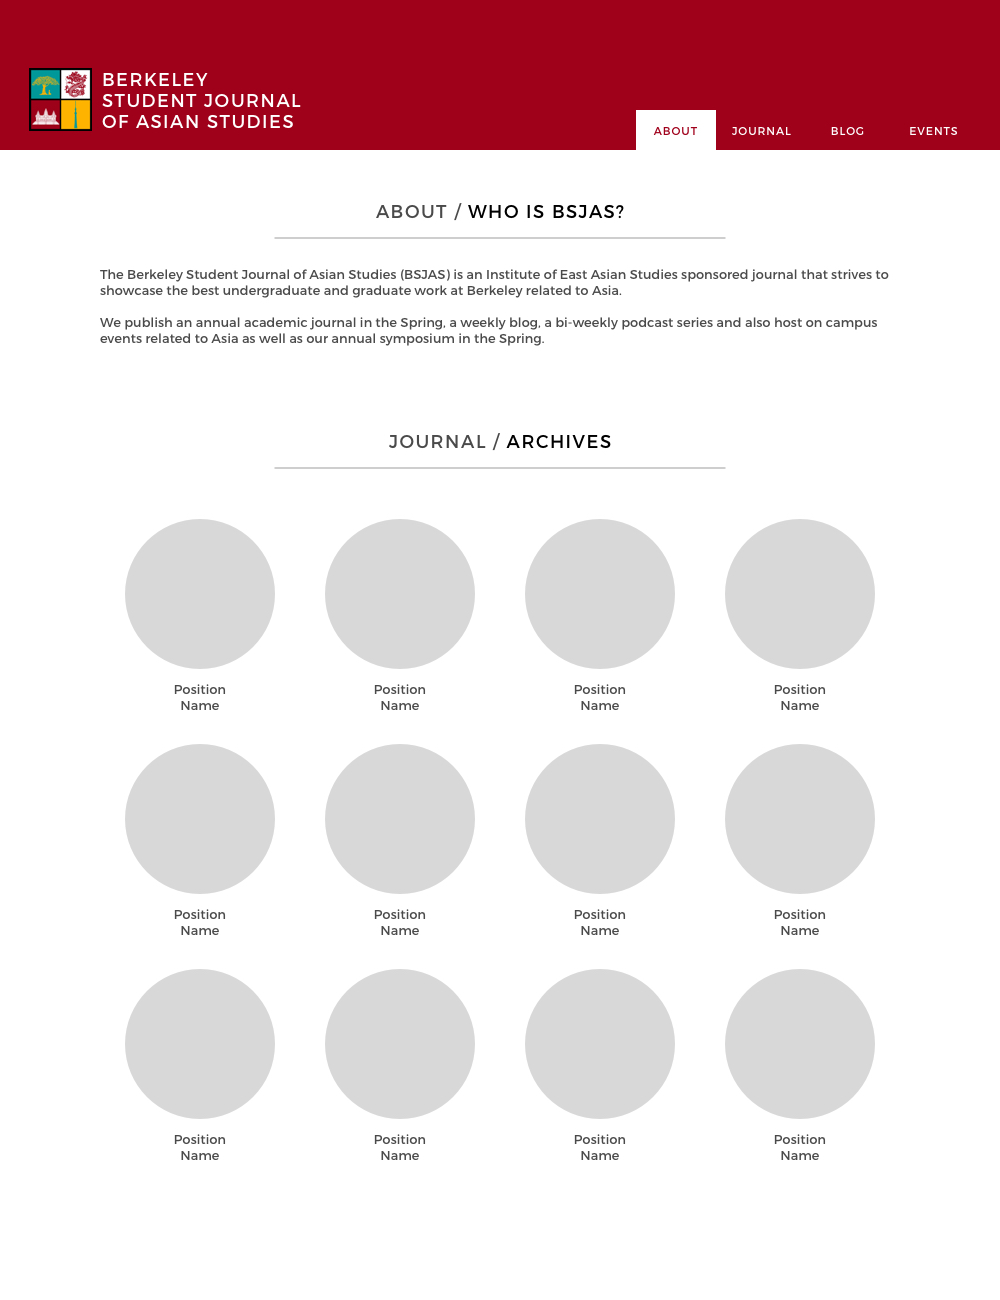 BERKELEY
STUDENT JOURNAL
OF ASIAN STUDIES
ABOUT JOURNAL BLOG EVENTS
ABOUT / WHO IS BSJAS?
The Berkeley Student Journal of Asian Studies (BSJAS) is an Institute of East Asian Studies sponsored journal that strives to
showcase the best undergraduate and graduate work at Berkeley related to Asia.
We publish an annual academic journal in the Spring, a weekly blog, a bi-weekly podcast series and also host on campus
events related to Asia as well as our annual symposium in the Spring.
JOURNAL / ARCHIVES
Position Position Position Position
Name Name Name Name
Position Position Position Position
Name Name Name Name
Position Position Position Position
Name Name Name Name